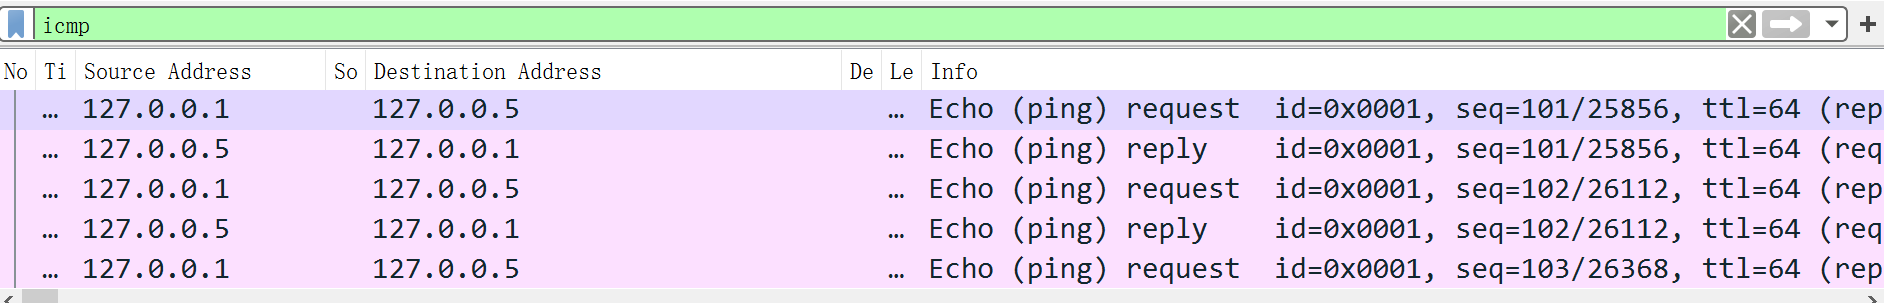 icmp
No Ti Source Address So Destination Address De Le Info
… 127.0.0.1 127.0.0.5 … Echo (ping) request id=0x0001, seq=101/25856, ttl=64 (rep
… 127.0.0.5 127.0.0.1 … Echo (ping) reply id=0x0001, seq=101/25856, ttl=64 (req
… 127.0.0.1 127.0.0.5 … Echo (ping) request id=0x0001, seq=102/26112, ttl=64 (rep
… 127.0.0.5 127.0.0.1 … Echo (ping) reply id=0x0001, seq=102/26112, ttl=64 (req
… 127.0.0.1 127.0.0.5 … Echo (ping) request id=0x0001, seq=103/26368, ttl=64 (rep